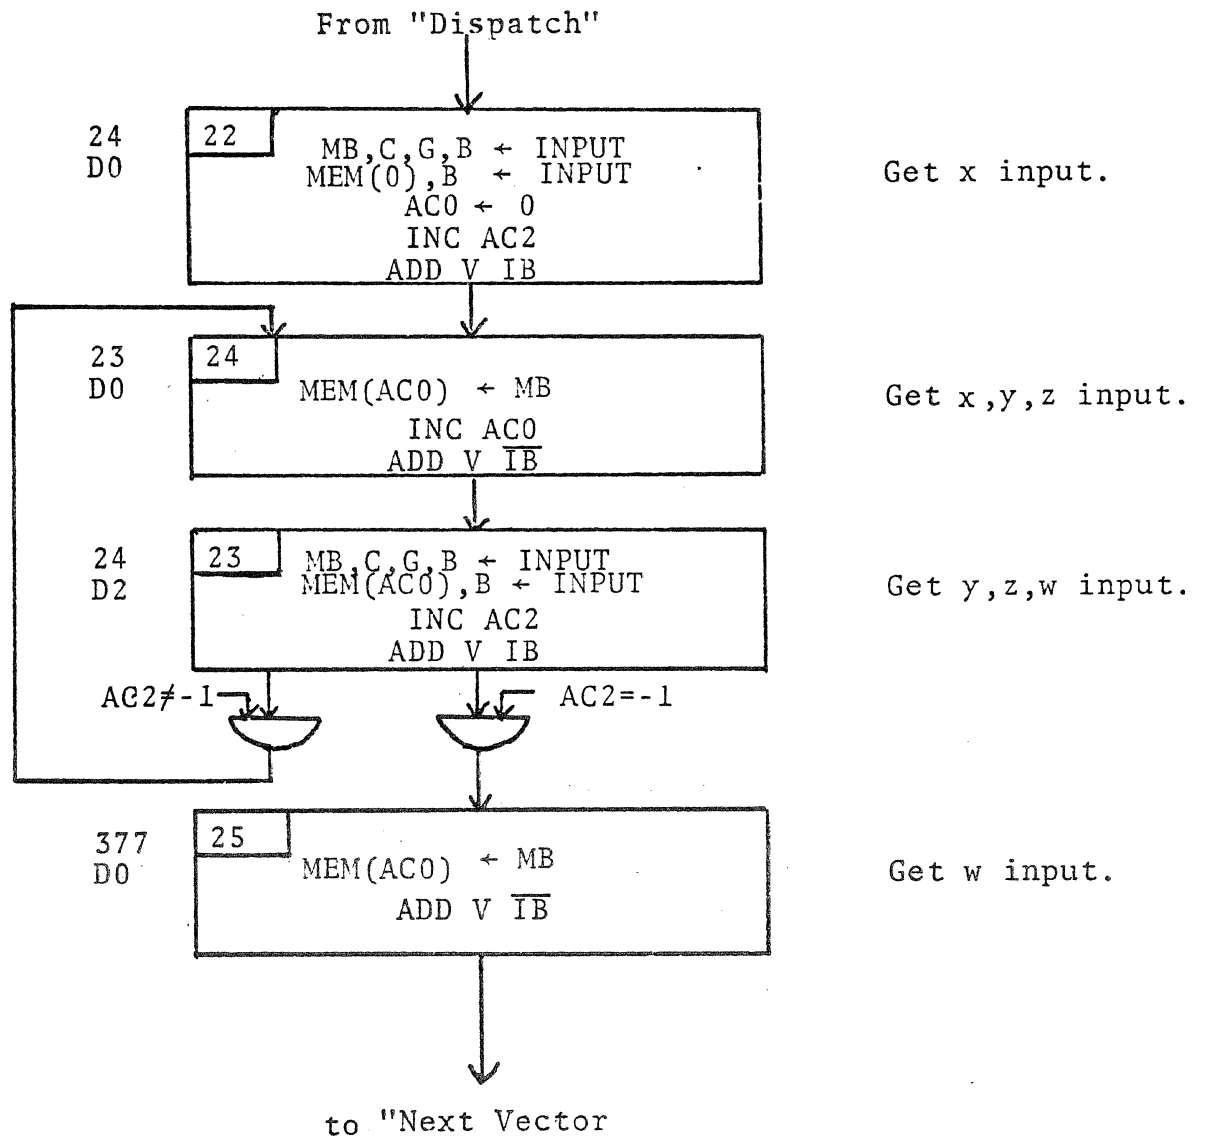 From "Dispatch"
24
D0
22
MB,C,G,B ← INPUT
MEM(0),B ← INPUT
AC0 ← 0
INC AC2
ADD V IB
Get x input.
23
D0
24
MEM(AC0) ← MB
INC AC0
ADD V I̅B̅
Get x,y,z input.
24
D2
23
MB,C,G,B ← INPUT
MEM(AC0),B ← INPUT
INC AC2
ADD V IB
Get y,z,w input.
AC2≠-1
AC2=-1
377
D0
25
MEM(AC0) ← MB
ADD V I̅B̅
Get w input.
to "Next Vector